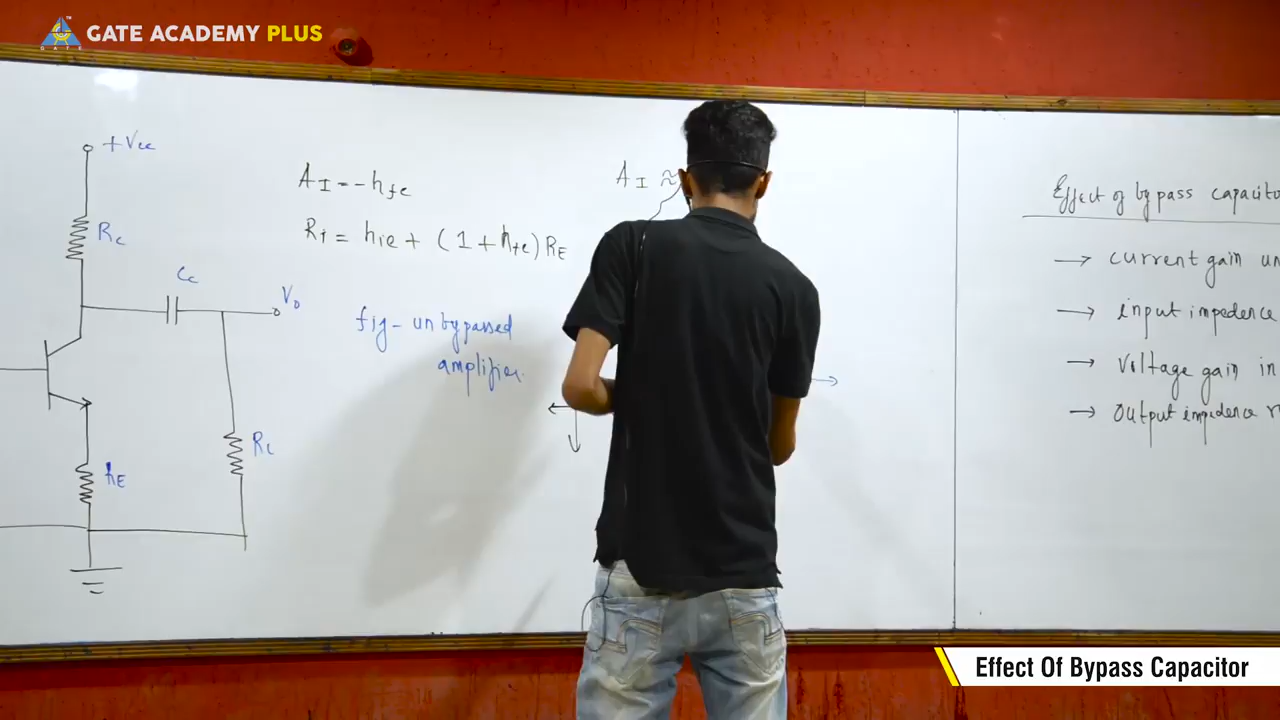 GATE ACADEMY PLUS
GATE
+Vcc
Rc
Cc
Vo
RL
RE
AI = -hfe
Ri = hie + (1+hfe)RE
fig- unbypassed
amplifier
AI ≈
Effect of bypass capacito
→ current gain un
→ input impedence
→ Voltage gain in
→ Output impedence r
Effect Of Bypass Capacitor